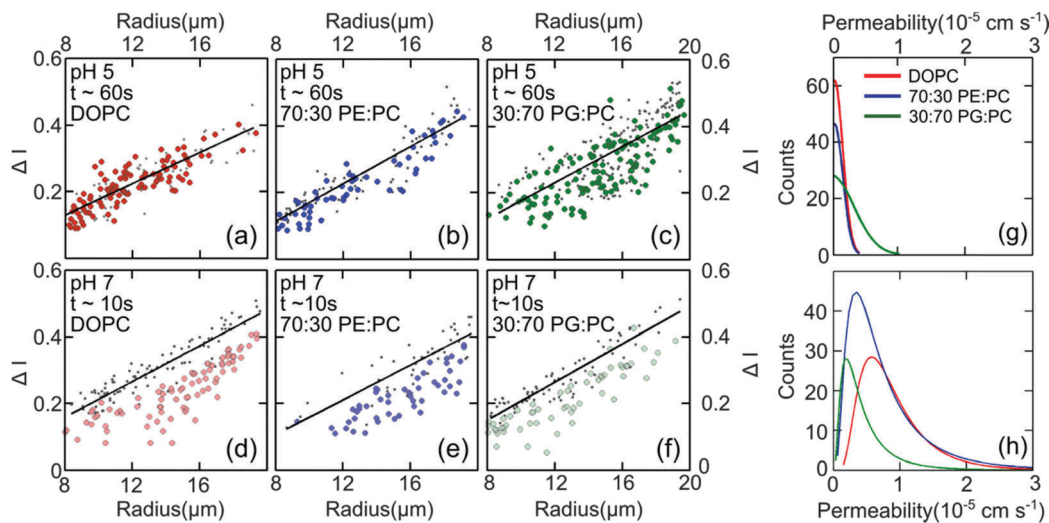 Radius(μm) Radius(μm) Radius(μm) Permeability(10⁻⁵ cm s⁻¹)
8 12 16 8 12 16 8 12 16 20 0 1 2 3
0.6 pH 5 pH 5 pH 5 0.6 60 DOPC
t ~ 60s t ~ 60s t ~ 60s 70:30 PE:PC
DOPC 70:30 PE:PC 30:70 PG:PC 30:70 PG:PC
0.4 0.4 40
Δ I Δ I Counts
0.2 0.2 20
(a) (b) (c) 0 (g)
0.6 pH 7 pH 7 pH 7 0.6 60
t ~ 10s t ~10s t~10s
DOPC 70:30 PE:PC 30:70 PG:PC
0.4 0.4 40
Δ I Δ I Counts
0.2 0.2 20
(d) (e) (f) (h)
0 0 0
8 12 16 8 12 16 8 12 16 20 0 1 2 3
Radius(μm) Radius(μm) Radius(μm) Permeability(10⁻⁵ cm s⁻¹)